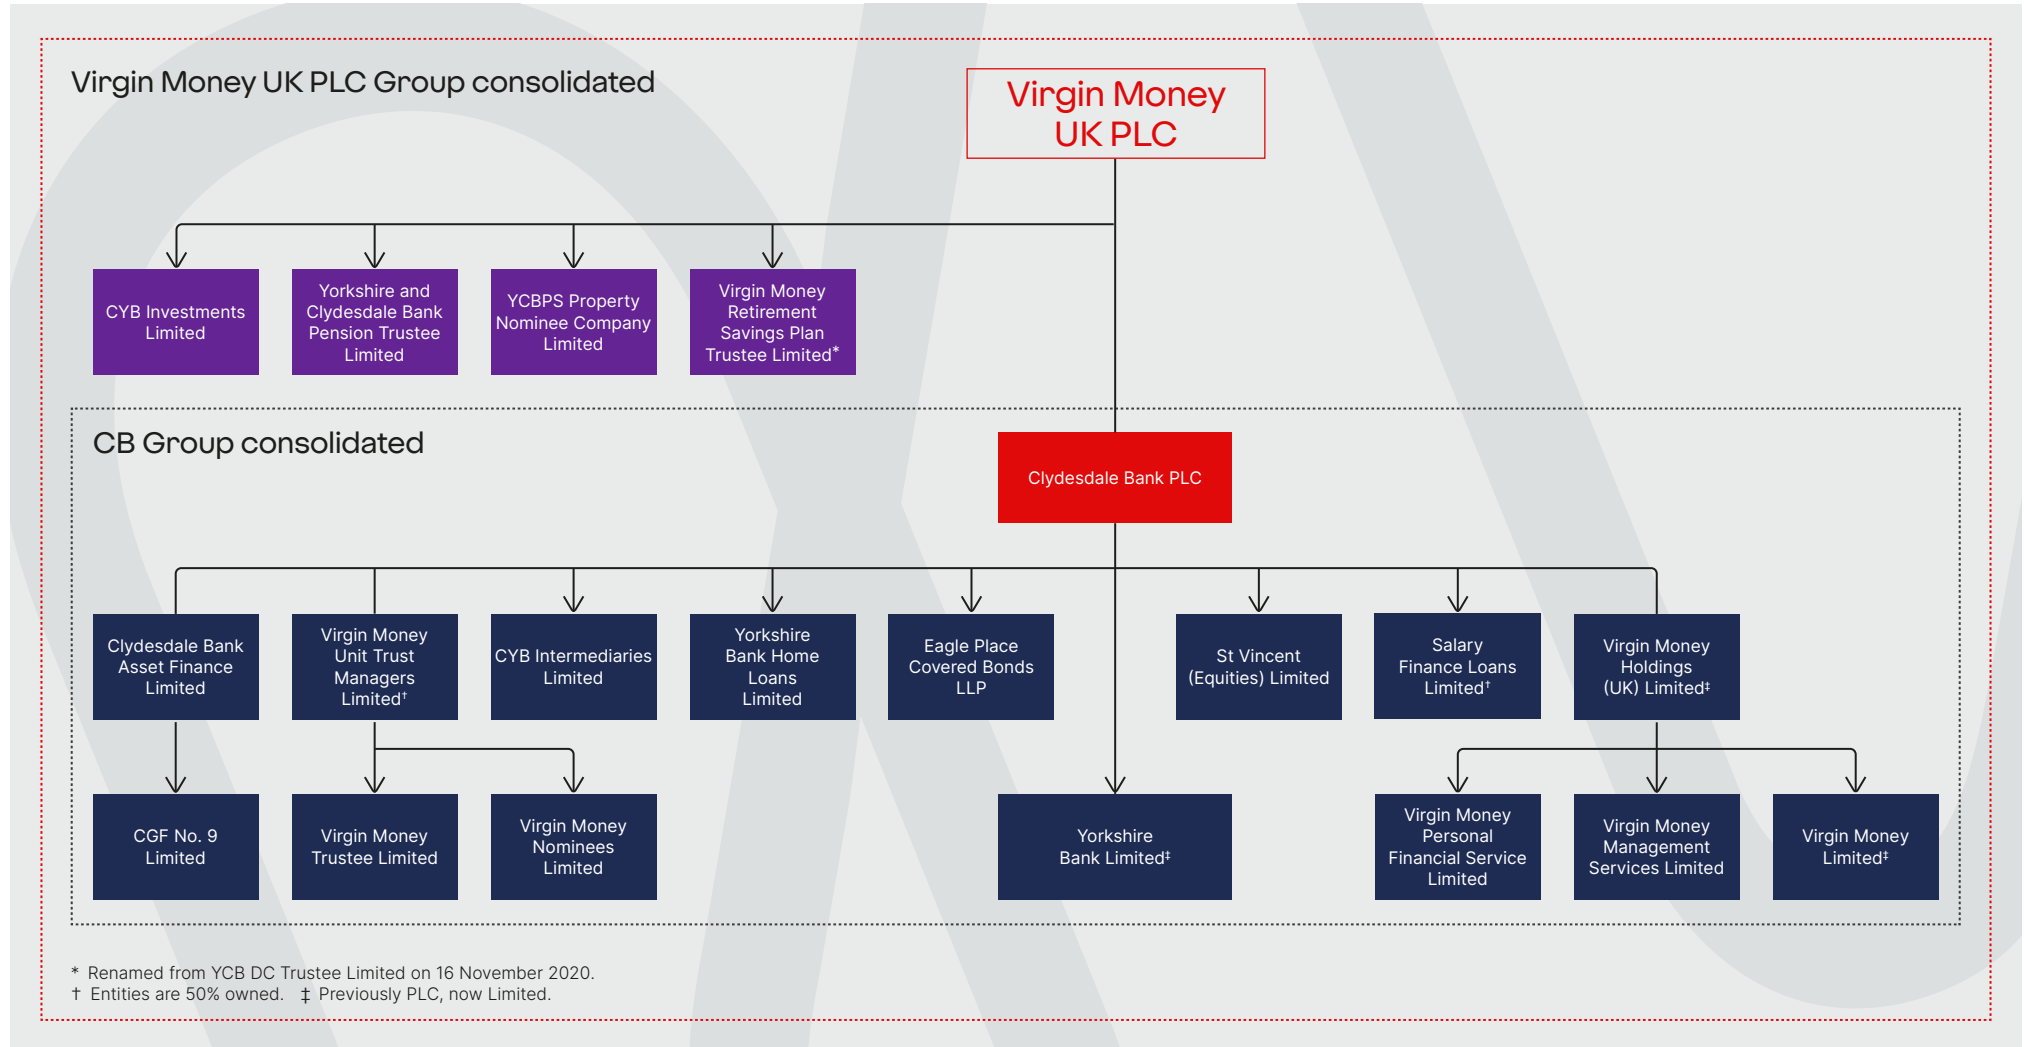 Virgin Money UK PLC Group consolidated
Virgin Money
UK PLC
CYB Investments
Limited
Yorkshire and
Clydesdale Bank
Pension Trustee
Limited
YCBPS Property
Nominee Company
Limited
Virgin Money
Retirement
Savings Plan
Trustee Limited*
CB Group consolidated
Clydesdale Bank PLC
Clydesdale Bank
Asset Finance
Limited
Virgin Money
Unit Trust
Managers
Limited†
CYB Intermediaries
Limited
Yorkshire
Bank Home
Loans
Limited
Eagle Place
Covered Bonds
LLP
St Vincent
(Equities) Limited
Salary
Finance Loans
Limited†
Virgin Money
Holdings
(UK) Limited‡
CGF No. 9
Limited
Virgin Money
Trustee Limited
Virgin Money
Nominees
Limited
Yorkshire
Bank Limited‡
Virgin Money
Personal
Financial Service
Limited
Virgin Money
Management
Services Limited
Virgin Money
Limited‡
* Renamed from YCB DC Trustee Limited on 16 November 2020.
† Entities are 50% owned. ‡ Previously PLC, now Limited.